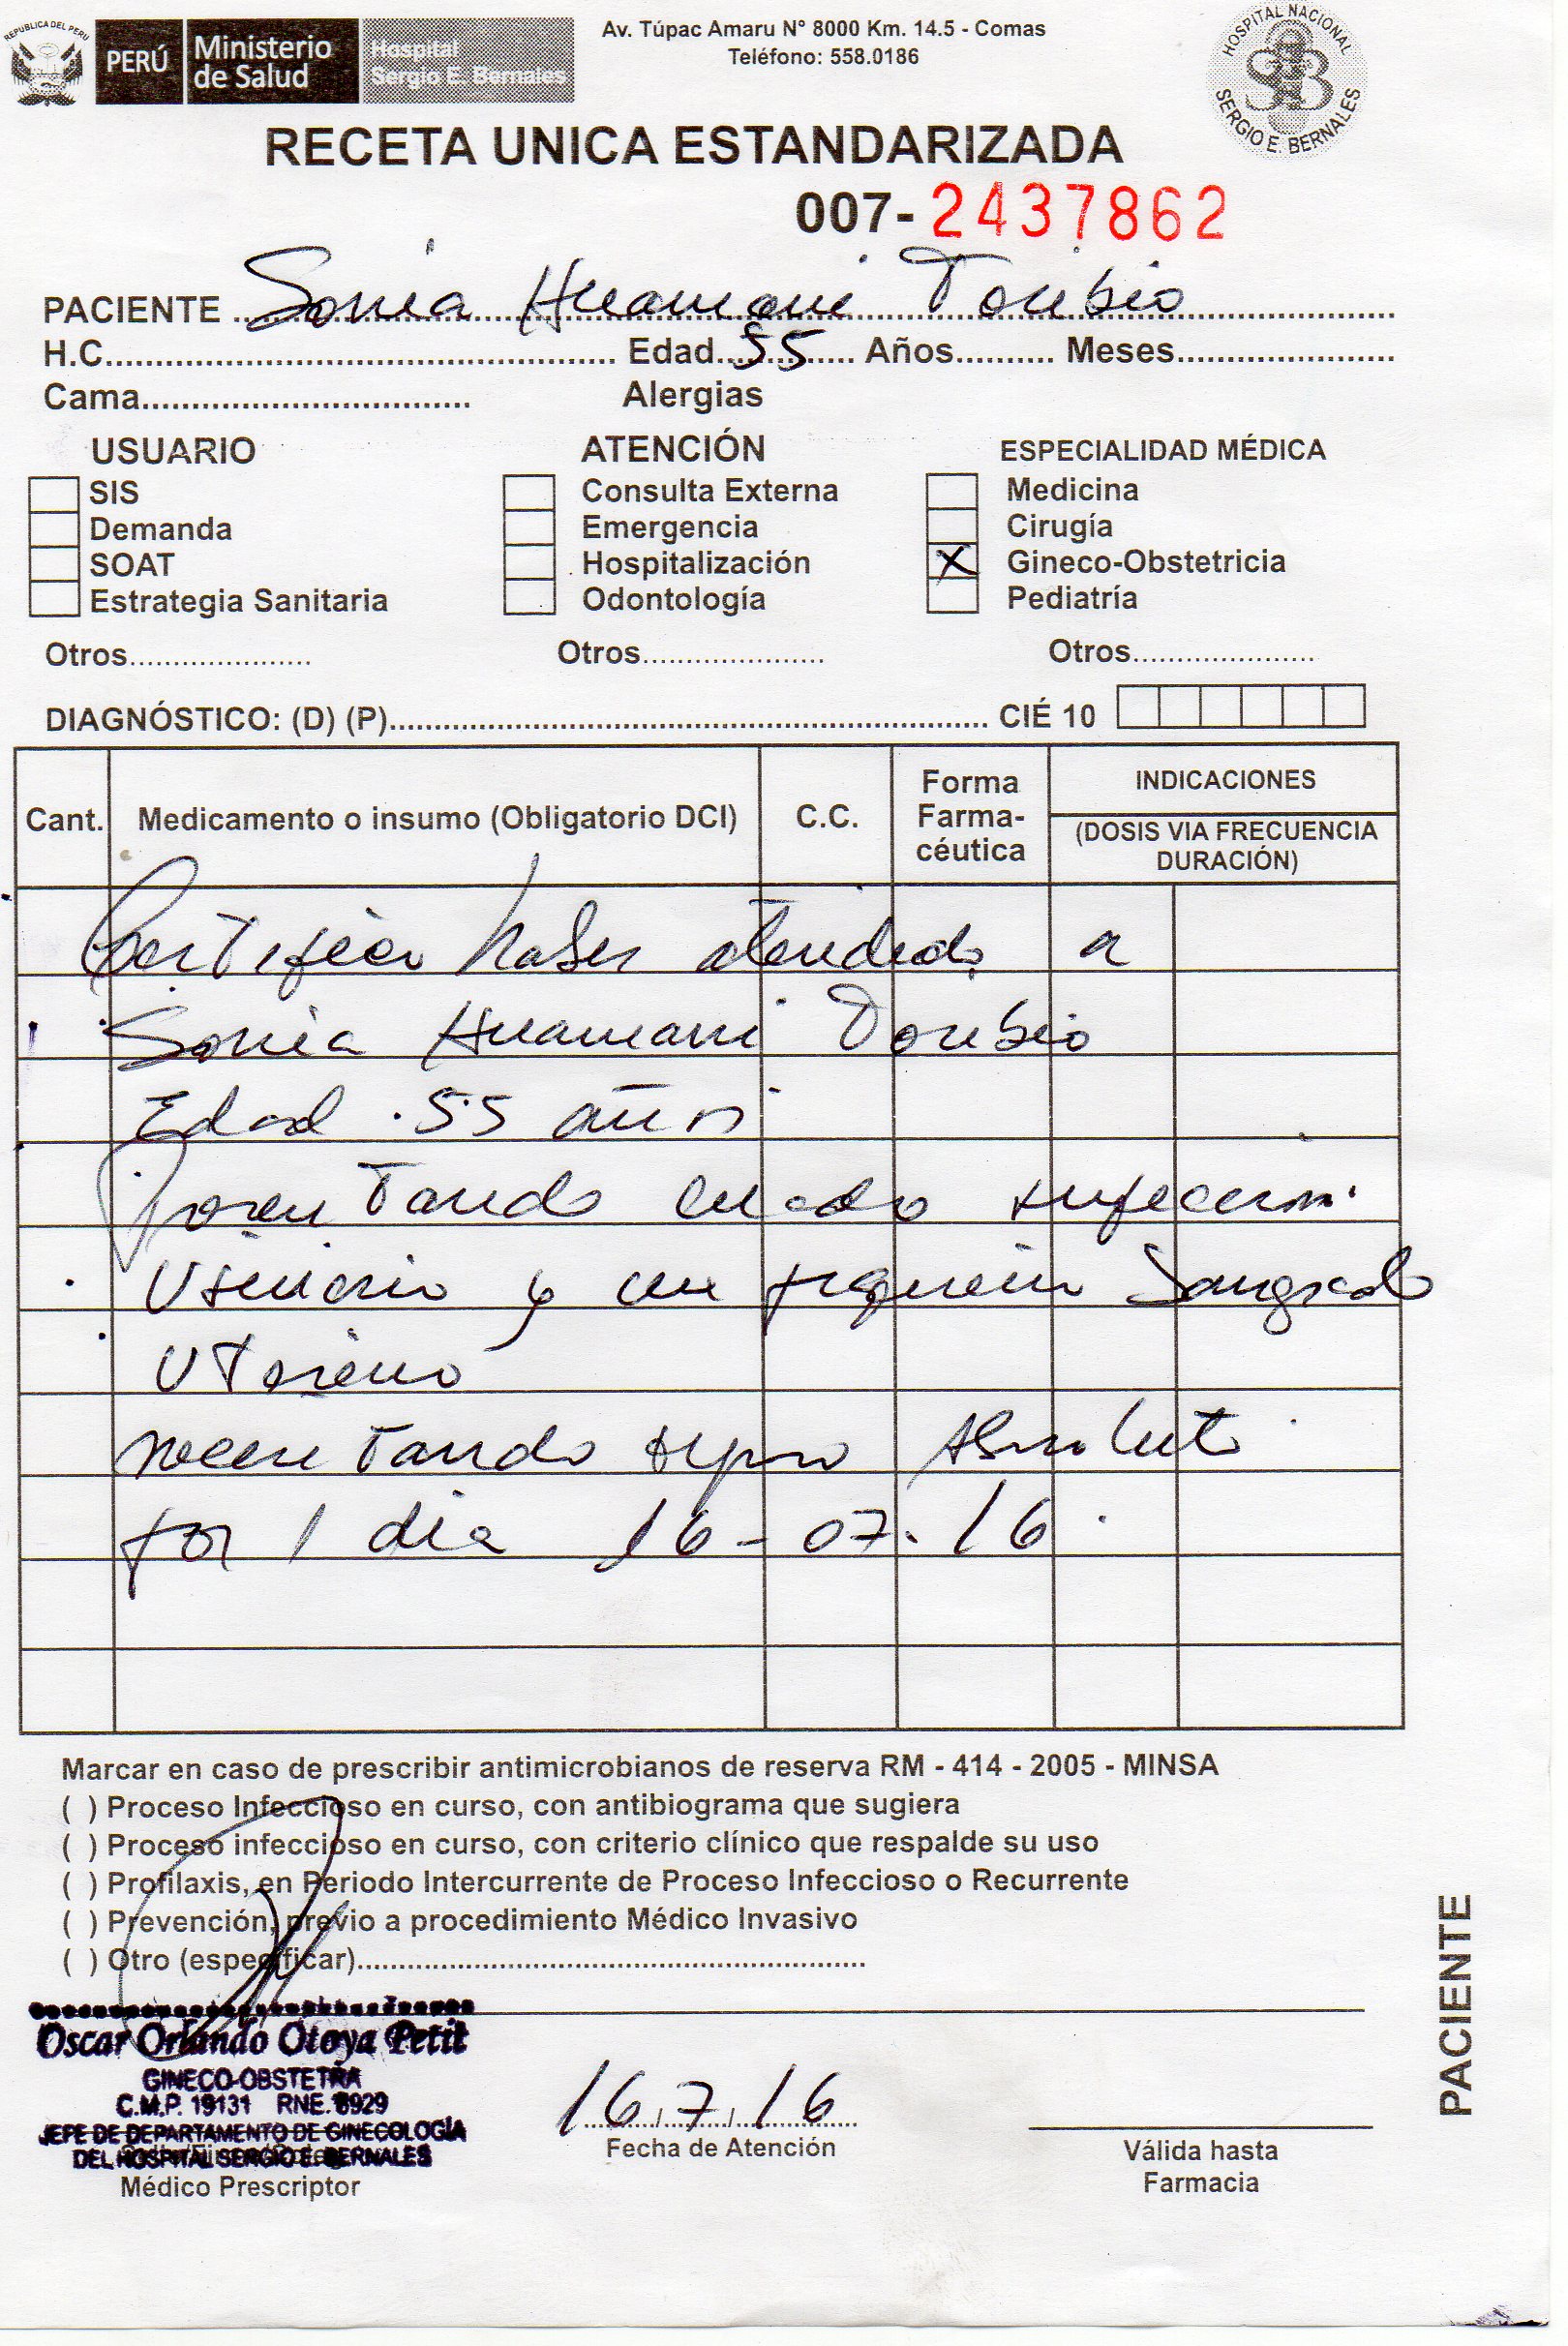 REPUBLICA DEL PERU
PERÚ Ministerio de Salud
Hospital Sergio E. Bernales
Av. Túpac Amaru N° 8000 Km. 14.5 - Comas
Teléfono: 558.0186
HOSPITAL NACIONAL SERGIO E. BERNALES
RECETA UNICA ESTANDARIZADA
007- 2437862
PACIENTE Sonia Huamani Toribio
H.C. Edad 55 Años Meses
Cama Alergias
USUARIO ATENCIÓN ESPECIALIDAD MÉDICA
SIS Consulta Externa Medicina
Demanda Emergencia Cirugía
SOAT Hospitalización X Gineco-Obstetricia
Estrategia Sanitaria Odontología Pediatría
Otros Otros Otros
DIAGNÓSTICO: (D) (P) CIÉ 10
Cant. Medicamento o insumo (Obligatorio DCI) C.C. Forma Farma-céutica INDICACIONES
(DOSIS VIA FRECUENCIA DURACIÓN)
Certifico haber atendido a
Sonia Huamani Toribio
Edad 55 años
presentando cuadro infeccion
Urinario y un pequeño Sangrado
Uterino
necesitando reposo Absoluto
por 1 dia 16-07-16
Marcar en caso de prescribir antimicrobianos de reserva RM - 414 - 2005 - MINSA
( ) Proceso Infeccioso en curso, con antibiograma que sugiera
( ) Proceso infeccioso en curso, con criterio clínico que respalde su uso
( ) Profilaxis, en Periodo Intercurrente de Proceso Infeccioso o Recurrente
( ) Prevención, previo a procedimiento Médico Invasivo
( ) Otro (especificar)
Oscar Orlando Otoya Petit
GINECO-OBSTETRA
C.M.P. 19131 RNE. 8929
JEFE DE DEPARTAMENTO DE GINECOLOGÍA
DEL HOSPITAL SERGIO E. BERNALES
Médico Prescriptor
16.7.16
Fecha de Atención
Válida hasta
Farmacia
PACIENTE